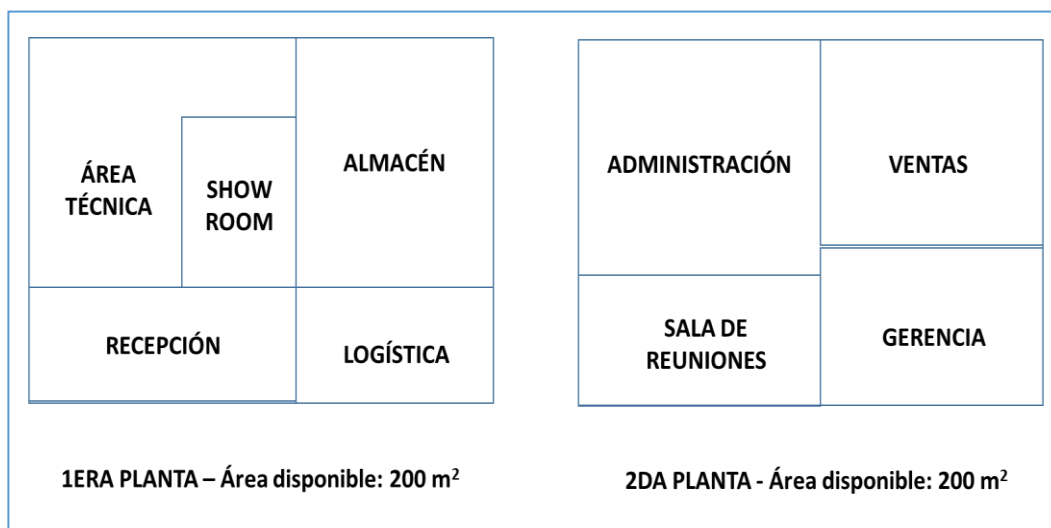 ÁREA
TÉCNICA
SHOW
ROOM
ALMACÉN
RECEPCIÓN
LOGÍSTICA
1ERA PLANTA – Área disponible: 200 m²
ADMINISTRACIÓN
VENTAS
SALA DE
REUNIONES
GERENCIA
2DA PLANTA - Área disponible: 200 m²